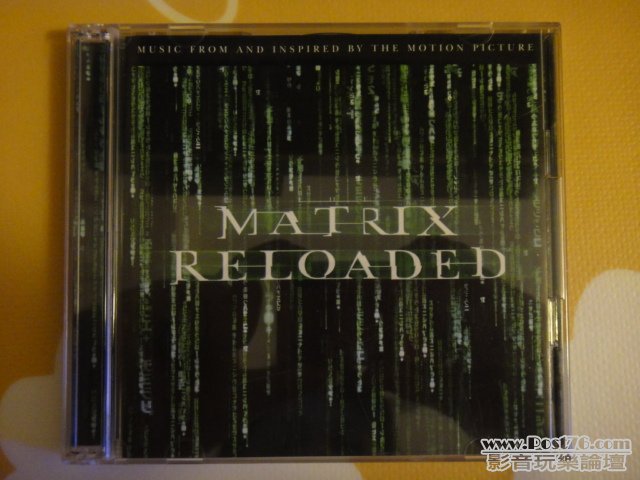 MUSIC FROM AND INSPIRED BY THE MOTION PICTURE
MATRIX
RELOADED
www.Post76.com
影音玩樂論壇